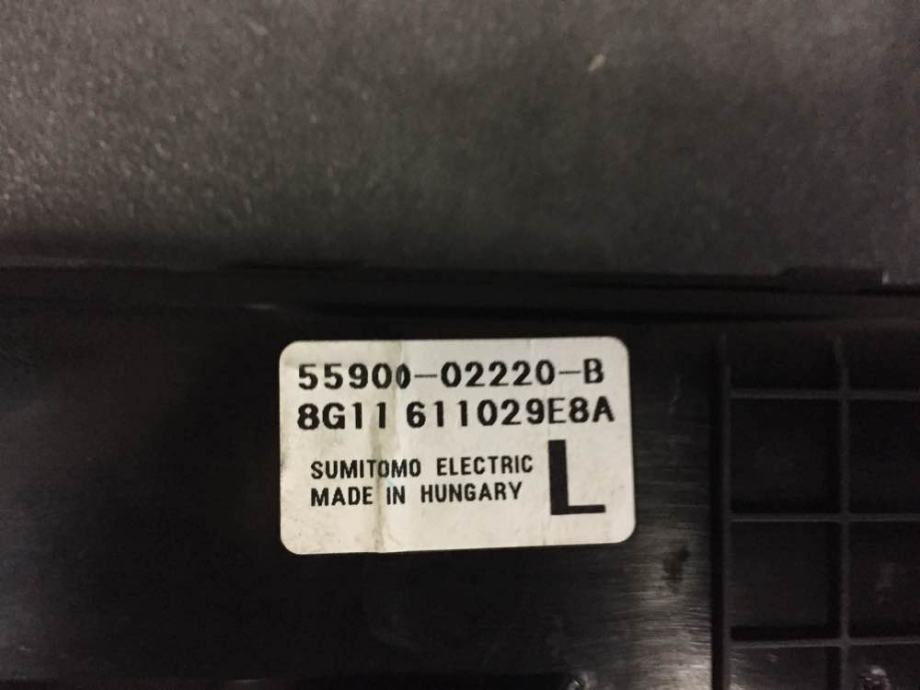 55900-02220-B
8G11 611029E8A
SUMITOMO ELECTRIC
MADE IN HUNGARY
L